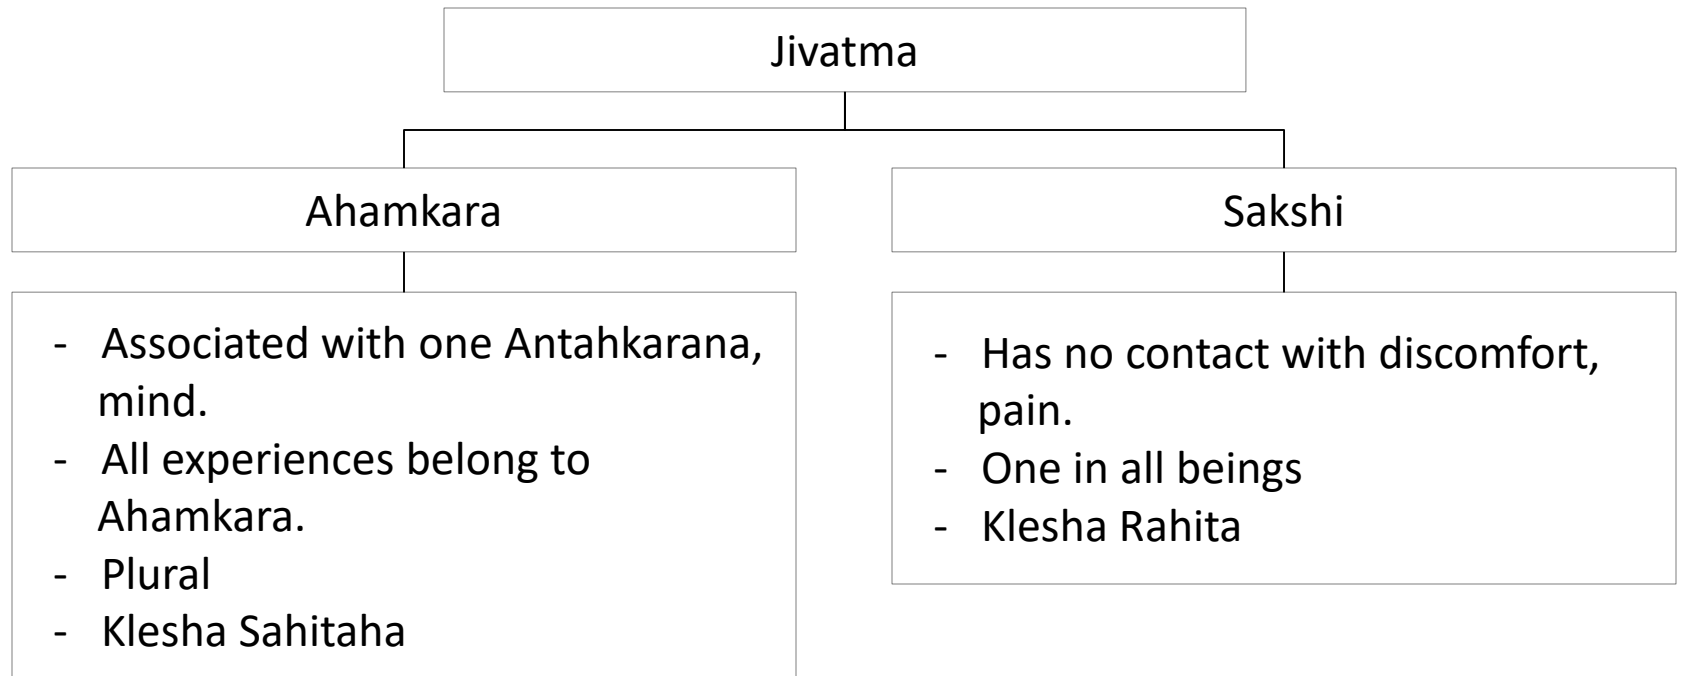 Jivatma
Ahamkara
Sakshi
- Associated with one Antahkarana,
mind.
- All experiences belong to
Ahamkara.
- Plural
- Klesha Sahitaha
- Has no contact with discomfort,
pain.
- One in all beings
- Klesha Rahita